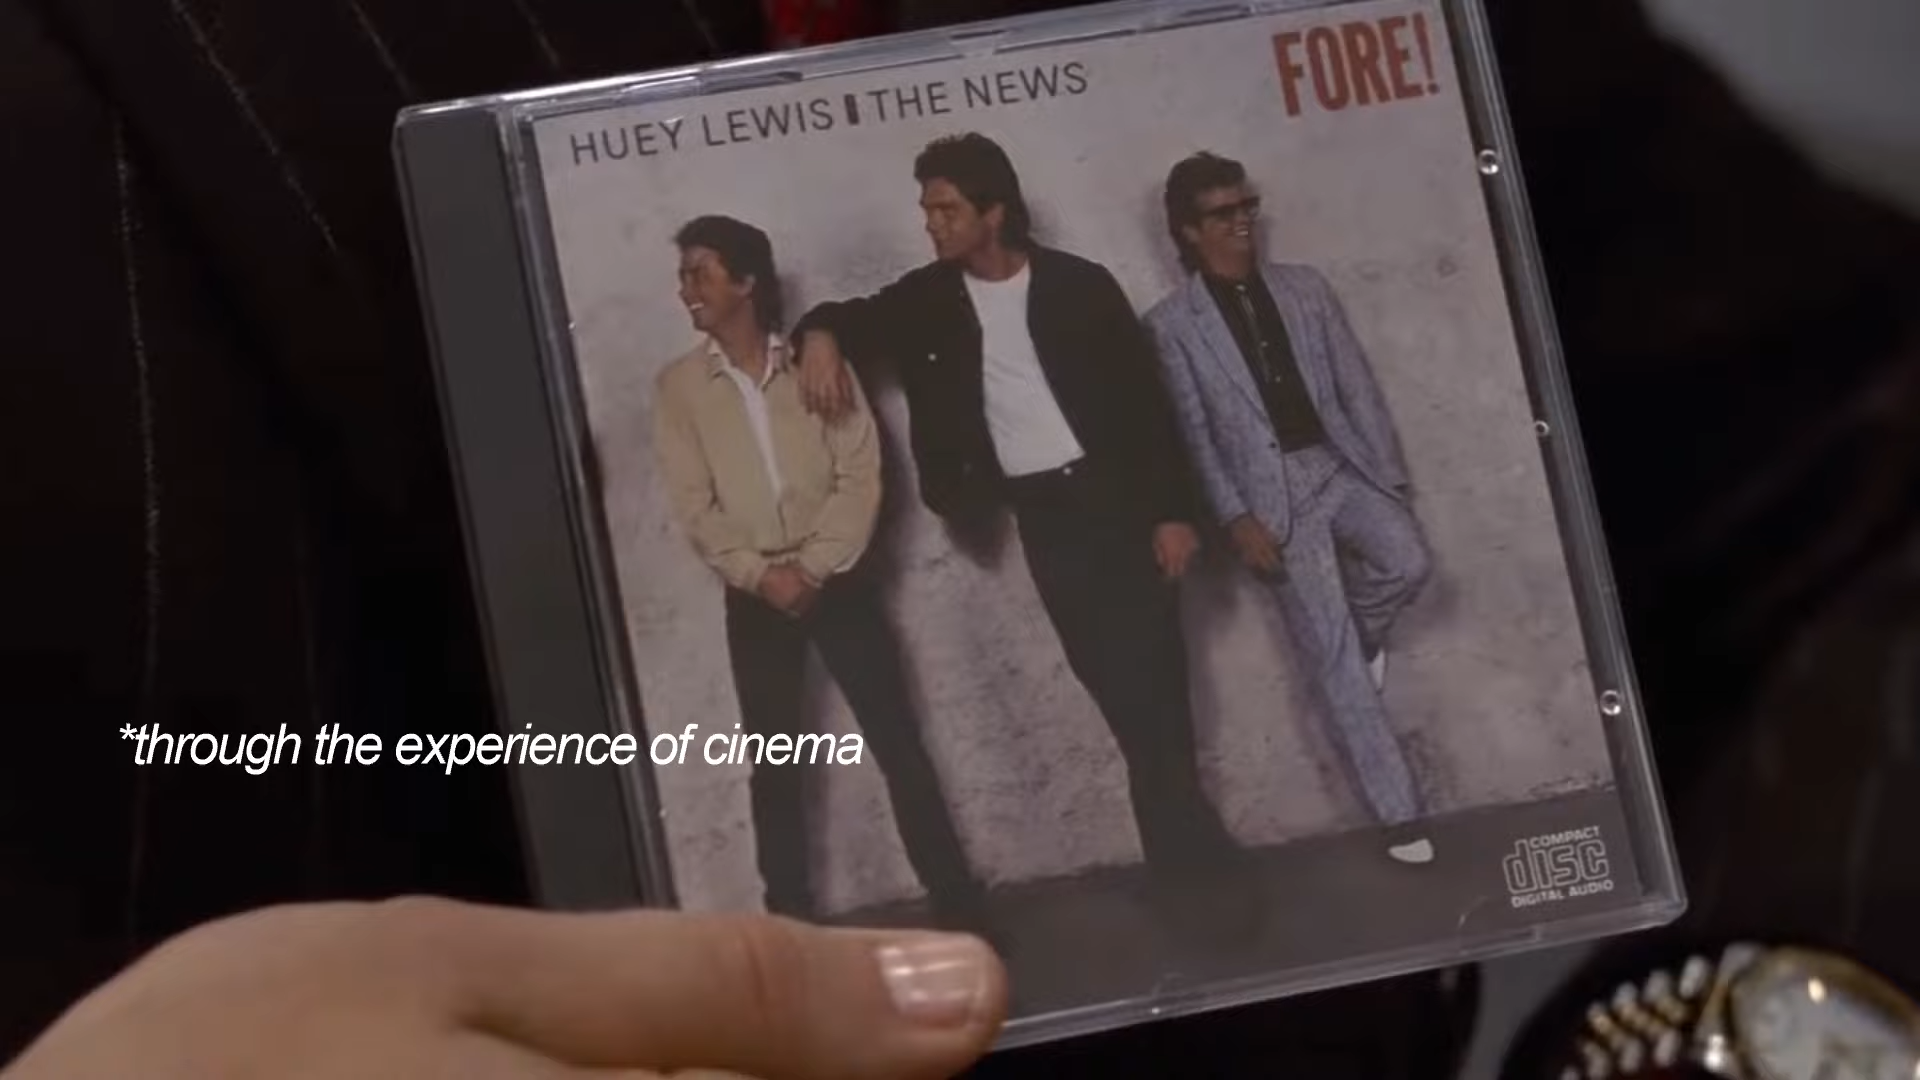 HUEY LEWIS THE NEWS
FORE!
*through the experience of cinema
COMPACT
disc
DIGITAL AUDIO